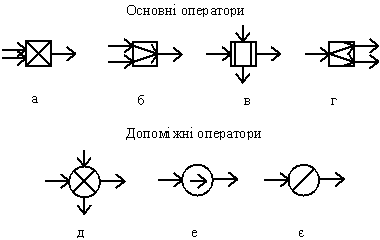 Основні оператори
а б в г
Допоміжні оператори
д е є